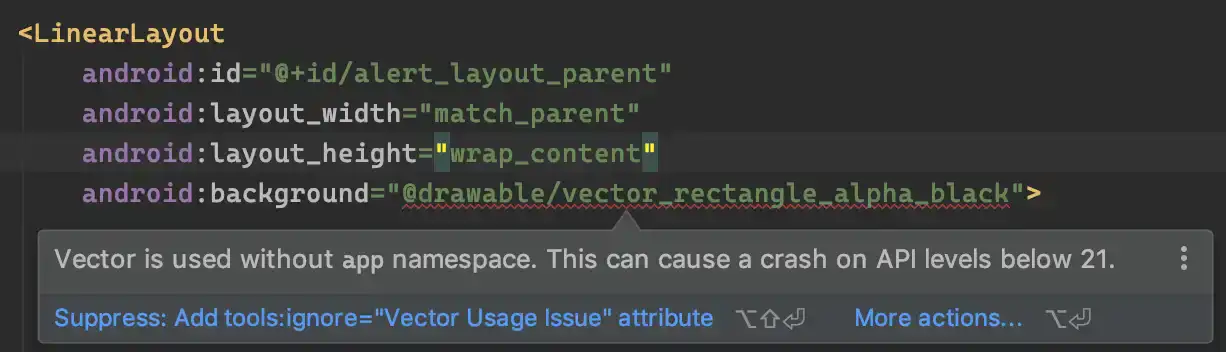 <LinearLayout
android:id="@+id/alert_layout_parent"
android:layout_width="match_parent"
android:layout_height="wrap_content"
android:background="@drawable/vector_rectangle_alpha_black">
Vector is used without app namespace. This can cause a crash on API levels below 21.
Suppress: Add tools:ignore="Vector Usage Issue" attribute ⌥⇧⏎ More actions... ⌥⏎